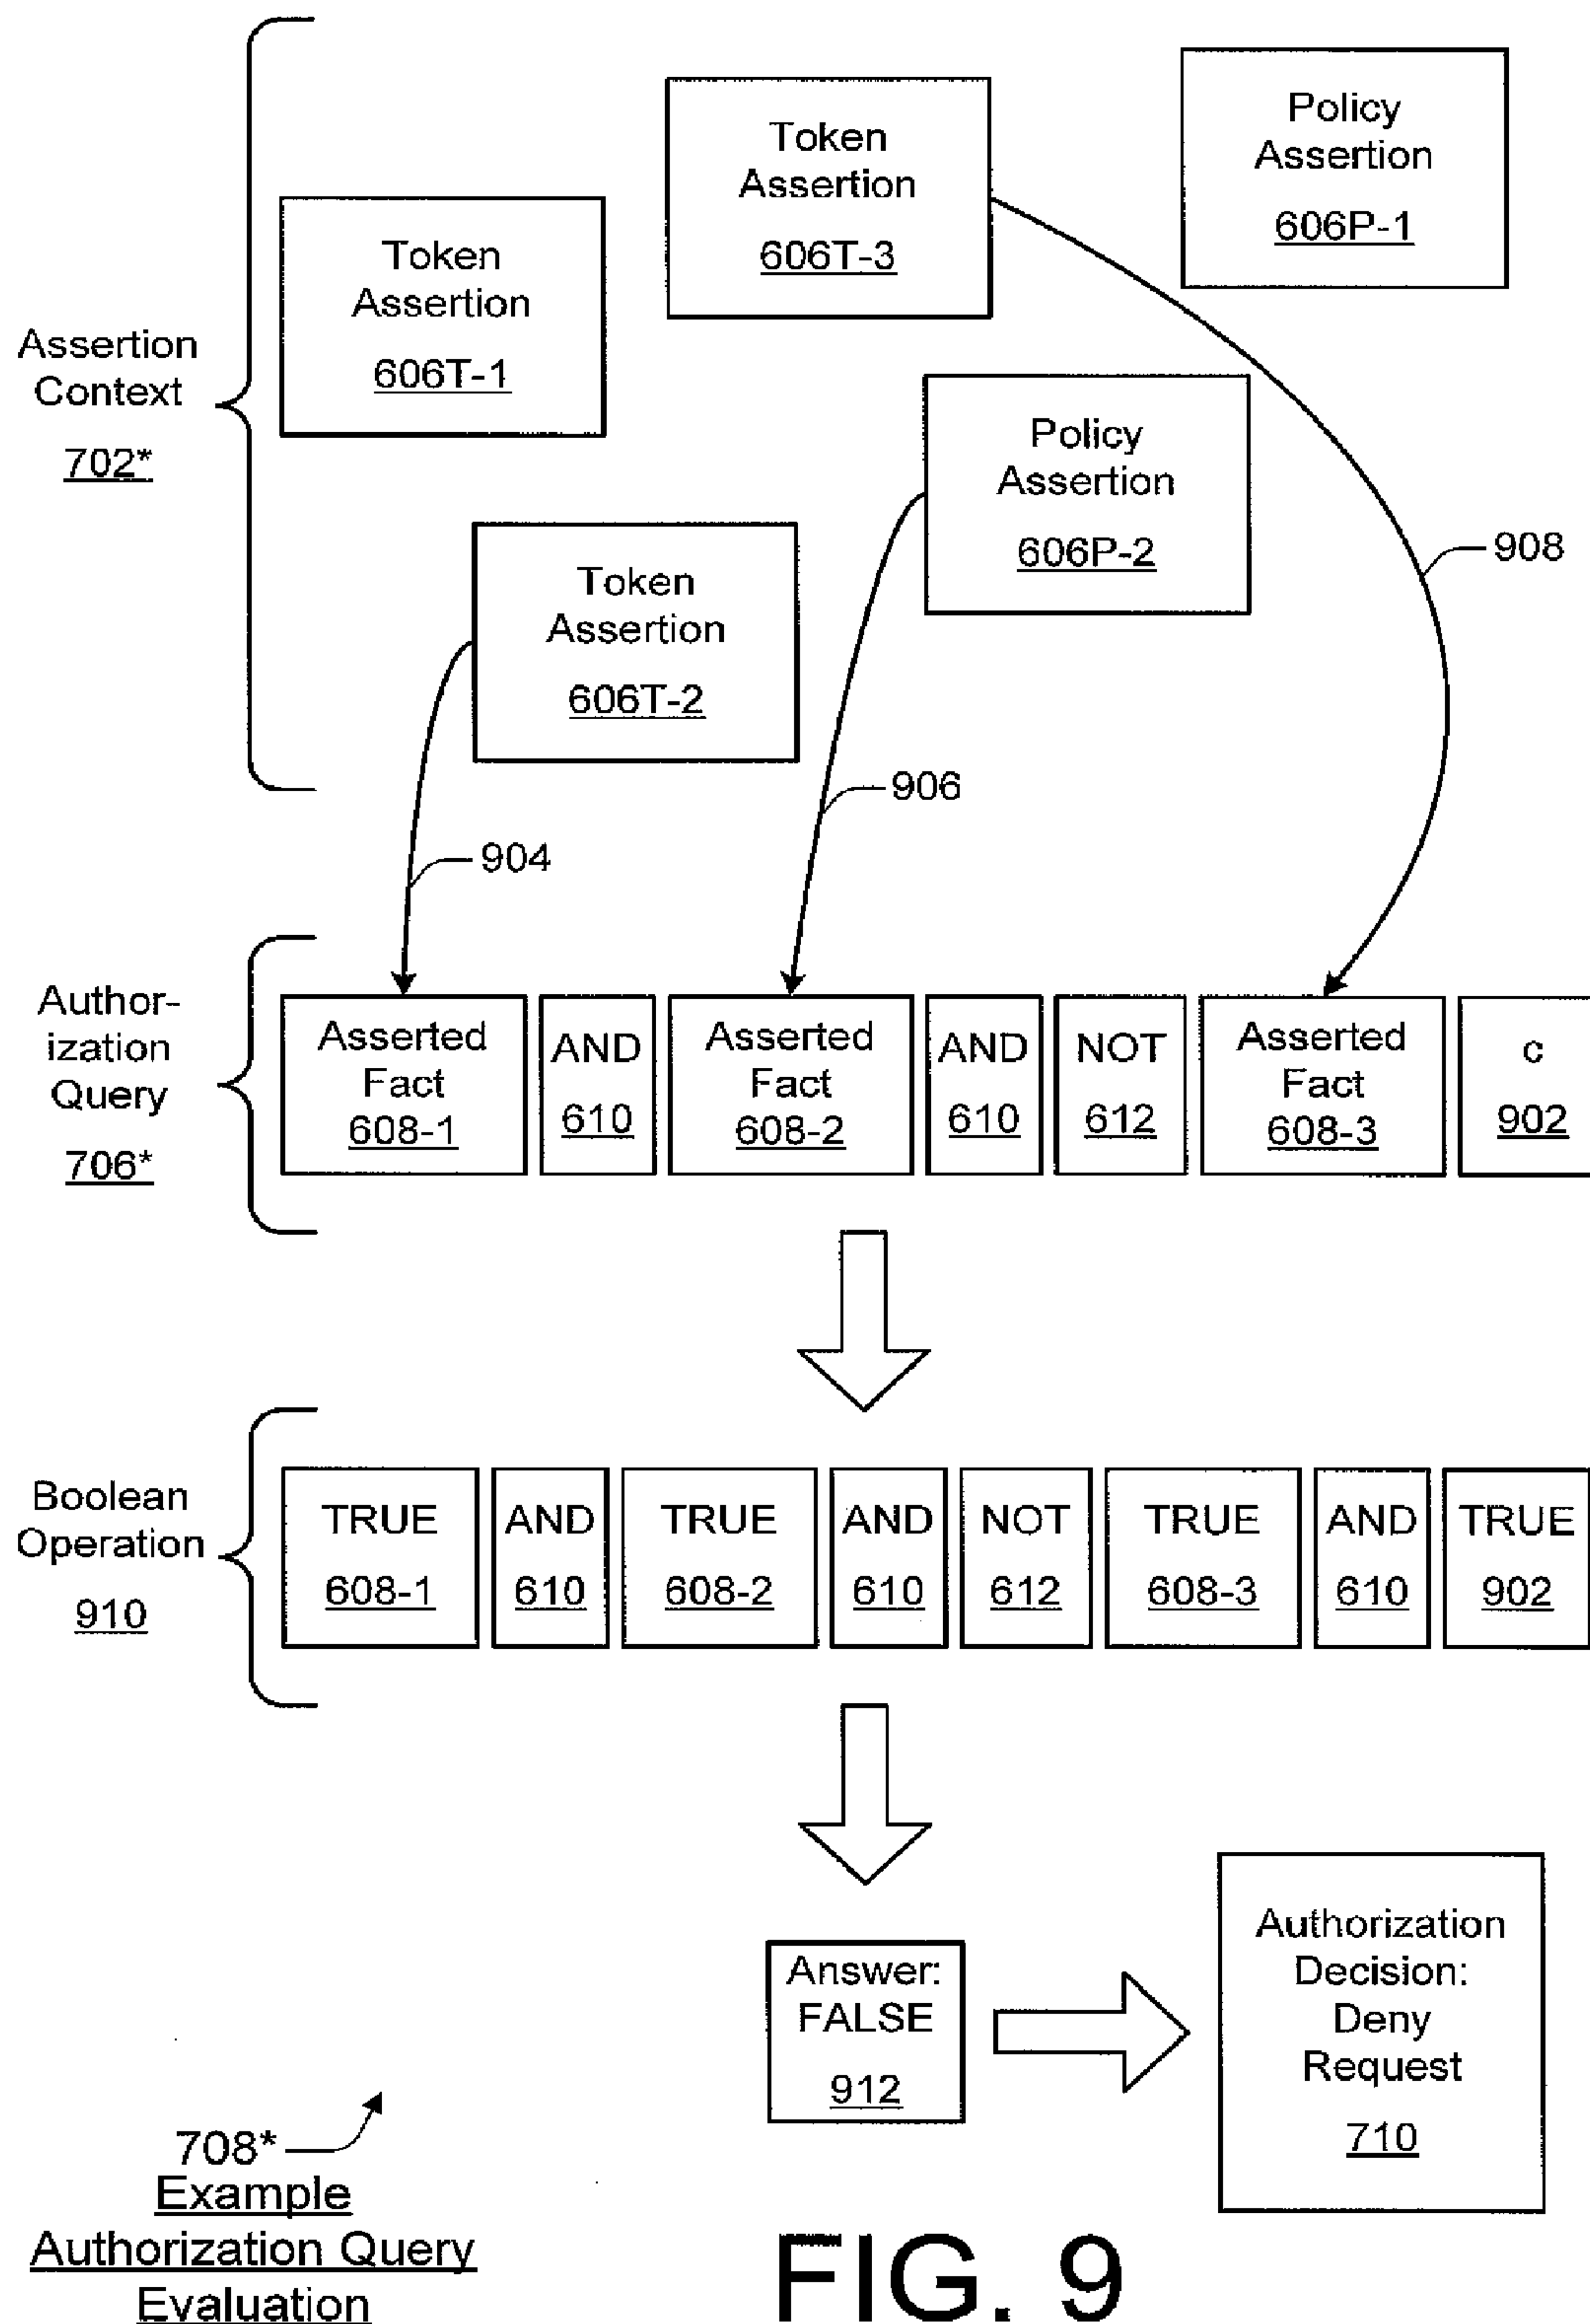 Token
Assertion
606T-3
Policy
Assertion
606P-1
Token
Assertion
606T-1
Assertion
Context
702*
Policy
Assertion
606P-2
908
Token
Assertion
606T-2
906
904
Author-
ization
Query
706*
Asserted
Fact
608-1
AND
610
Asserted
Fact
608-2
AND
610
NOT
612
Asserted
Fact
608-3
c
902
Boolean
Operation
910
TRUE
608-1
AND
610
TRUE
608-2
AND
610
NOT
612
TRUE
608-3
AND
610
TRUE
902
Answer:
FALSE
912
Authorization
Decision:
Deny
Request
710
708*
Example
Authorization Query
Evaluation
FIG. 9